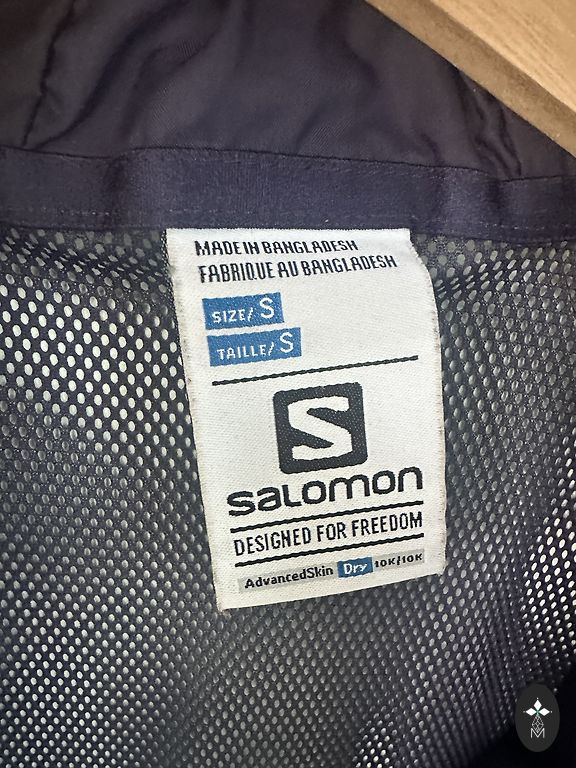 MADE IN BANGLADESH
FABRIQUE AU BANGLADESH
SIZE/ S
TAILLE/ S
S
SALOMON
DESIGNED FOR FREEDOM
AdvancedSkin Dry 10K/10K
M